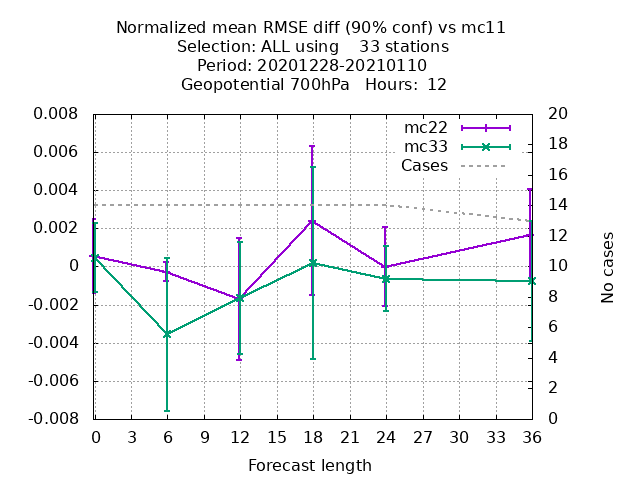 Normalized mean RMSE diff (90% conf) vs mc11
Selection: ALL using    33 stations
Period: 20201228-20210110
Geopotential 700hPa   Hours:  12
0.008
0.006
0.004
0.002
0
-0.002
-0.004
-0.006
-0.008
mc22
mc33
Cases
20
18
16
14
12
10
8
6
4
2
0
No cases
0 3 6 9 12 15 18 21 24 27 30 33 36
Forecast length